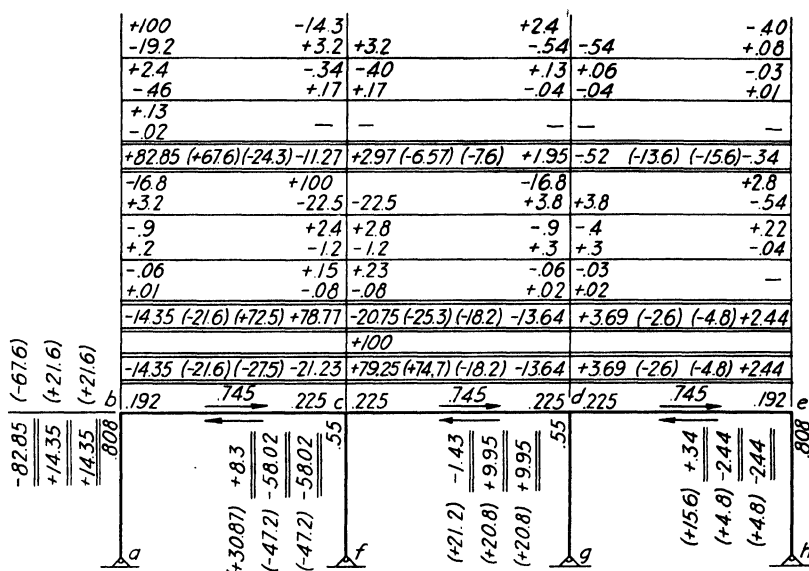 +100 -14.3 +2.4 -.40
-19.2 +3.2 +3.2 -.54 -.54 +.08
+2.4 -.34 -.40 +.13 +.06 -.03
-.46 +.17 +.17 -.04 -.04 +.01
+.13
-.02 — — — — —
+82.85 (+67.6) (-24.3) -11.27 +2.97 (-6.57) (-7.6) +1.95 -.52 (-13.6) (-15.6) -.34
-16.8 +100 -16.8 +2.8
+3.2 -22.5 -22.5 +3.8 +3.8 -.54
-.9 +2.4 +2.8 -.9 -.4 +.22
+.2 -1.2 -1.2 +.3 +.3 -.04
-.06 +.15 +.23 -.06 -.03 —
+.01 -.08 -.08 +.02 +.02
-14.35 (-21.6) (+72.5) +78.77 -20.75 (-25.3) (-18.2) -13.64 +3.69 (-2.6) (-4.8) +2.44
+100
-14.35 (-21.6) (-27.5) -21.23 +79.25 (+74.7) (-18.2) -13.64 +3.69 (-2.6) (-4.8) +2.44
b .192 .745 .225 c .225 .745 .225 d .225 .745 .192 e
-82.85 (-67.6)
+14.35 (+21.6)
+14.35 (+21.6)
.808
(+30.87) +8.3
(-47.2) -58.02
(-47.2) -58.02
.55
(+21.2) -1.43
(+20.8) +9.95
(+20.8) +9.95
.55
(+15.6) +.34
(+4.8) -2.44
(+4.8) -2.44
.808
a f g h